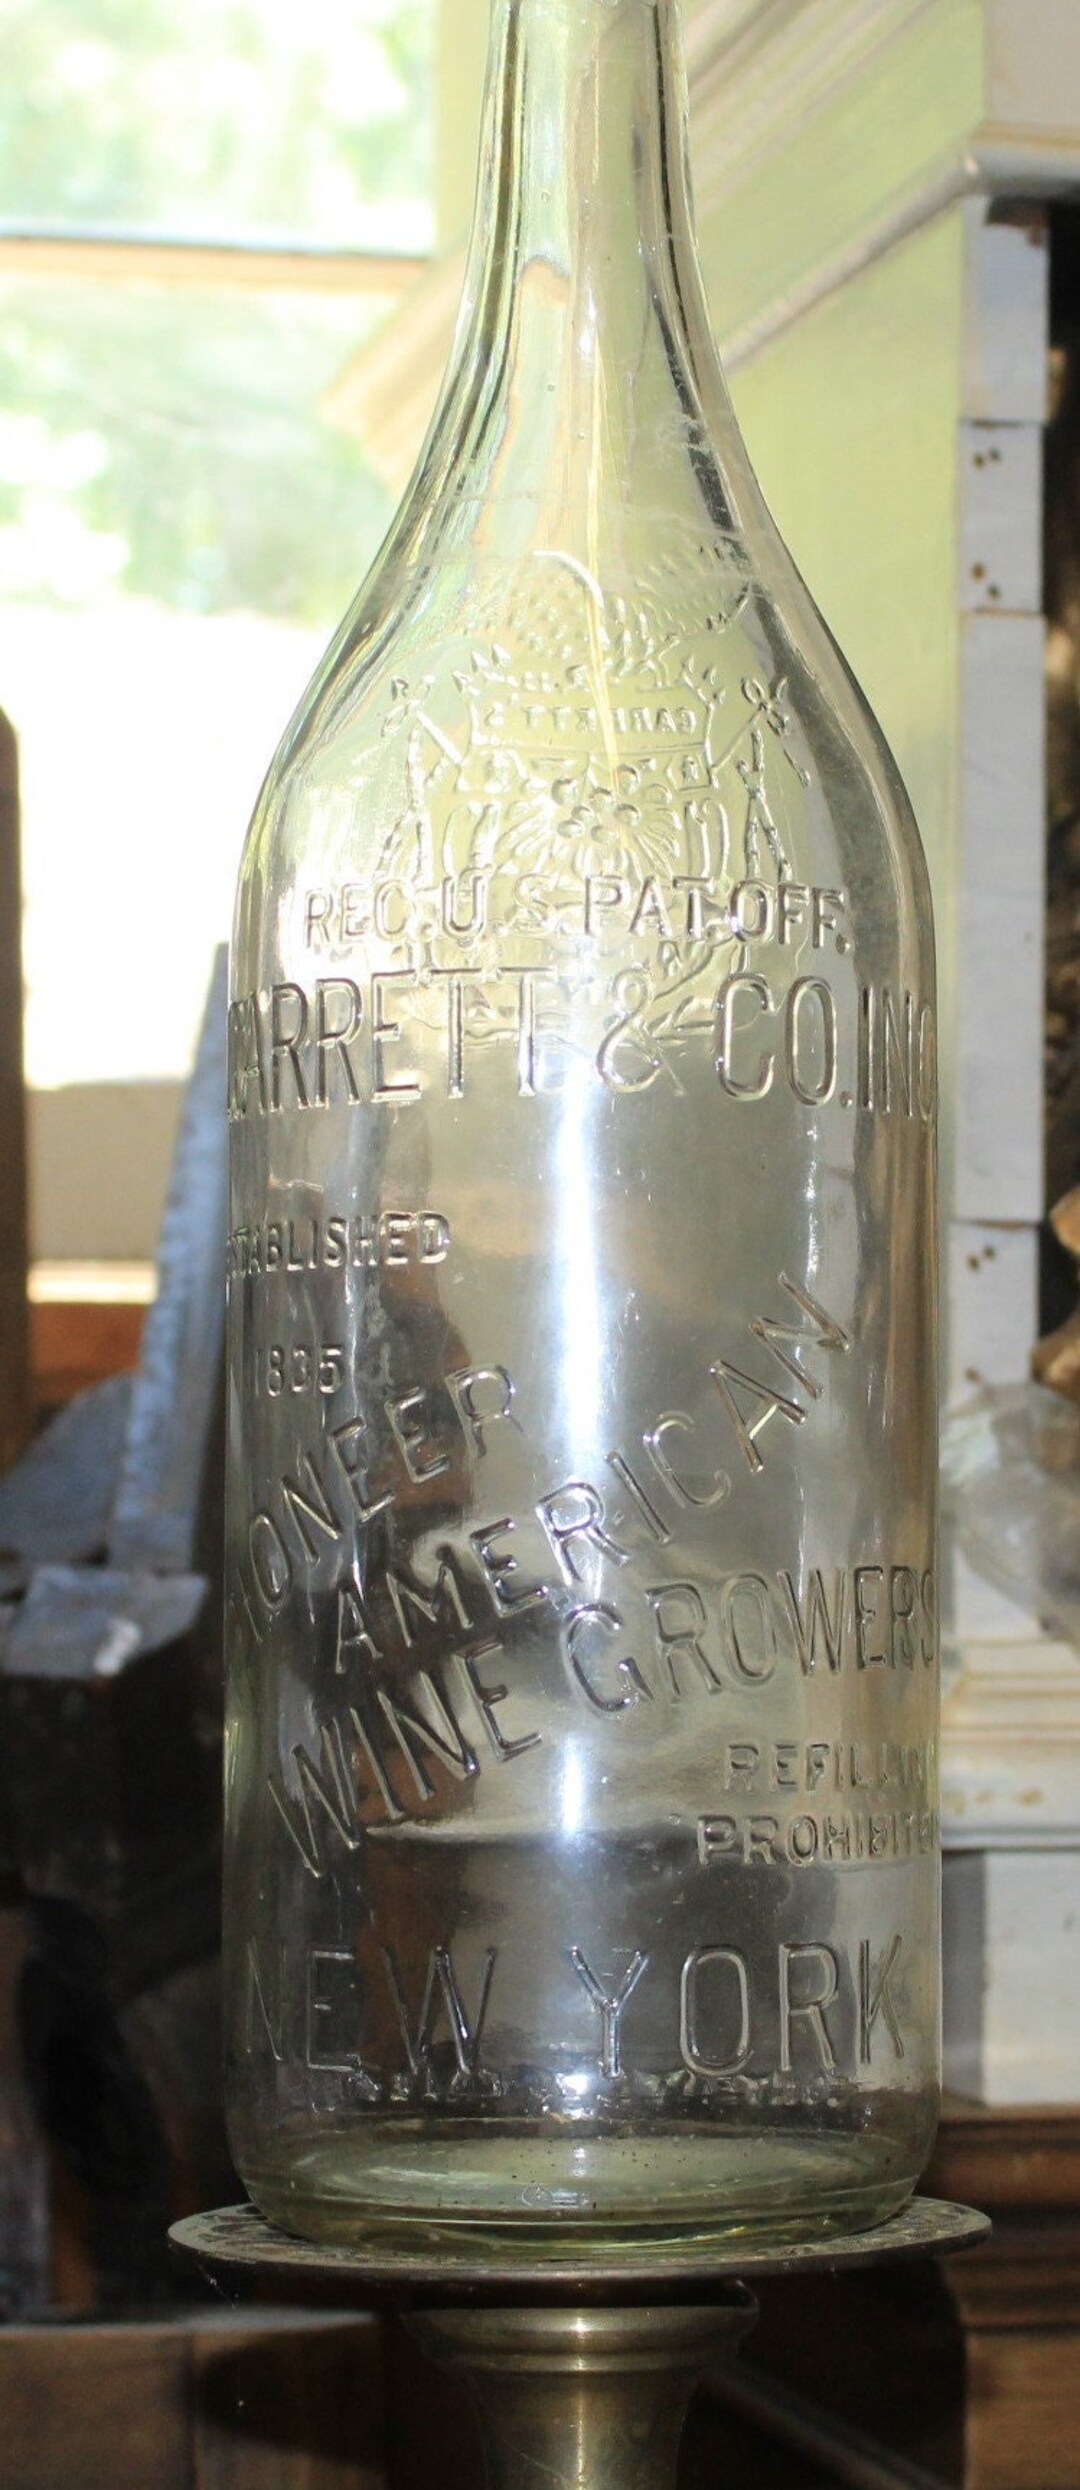 REG. U.S. PAT. OFF.
GARRETT & CO. INC.
ESTABLISHED
1835
PIONEER
AMERICAN
WINE GROWERS
REFILLING
PROHIBITED
NEW YORK